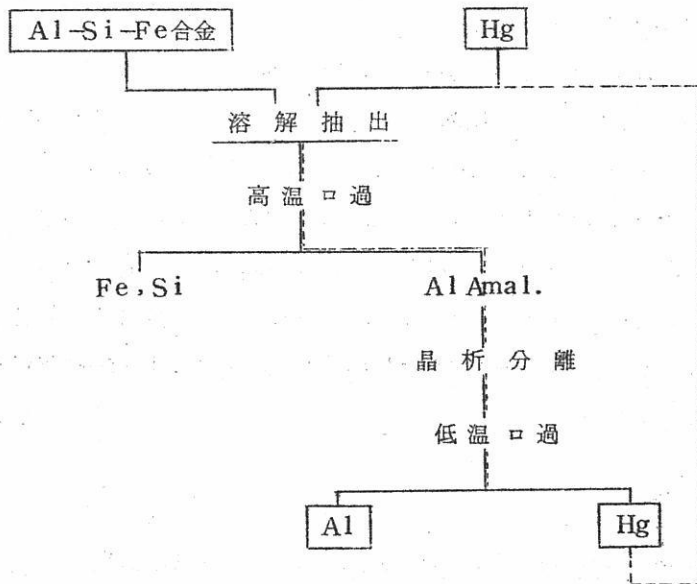 Al-Si-Fe合金
Hg
溶解抽出
高温ロ過
Fe,Si
Al Amal.
晶析分離
低温ロ過
Al
Hg